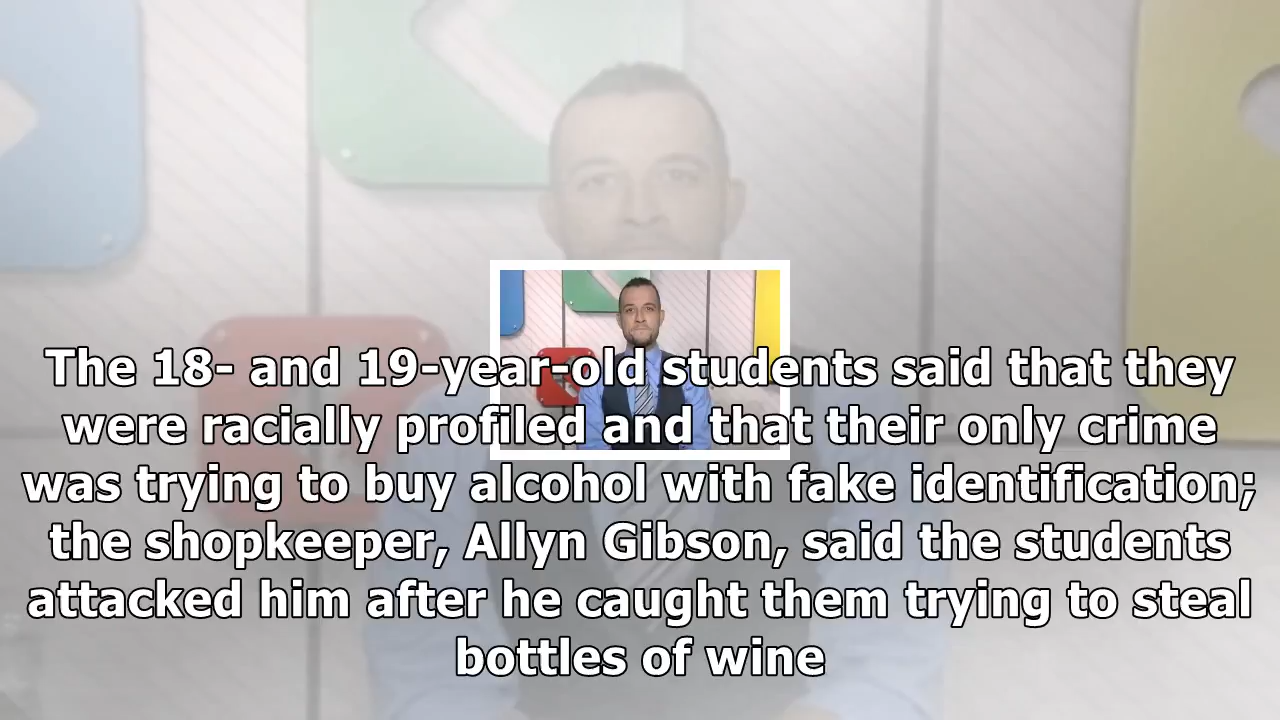 The 18- and 19-year-old students said that they
were racially profiled and that their only crime
was trying to buy alcohol with fake identification;
the shopkeeper, Allyn Gibson, said the students
attacked him after he caught them trying to steal
bottles of wine